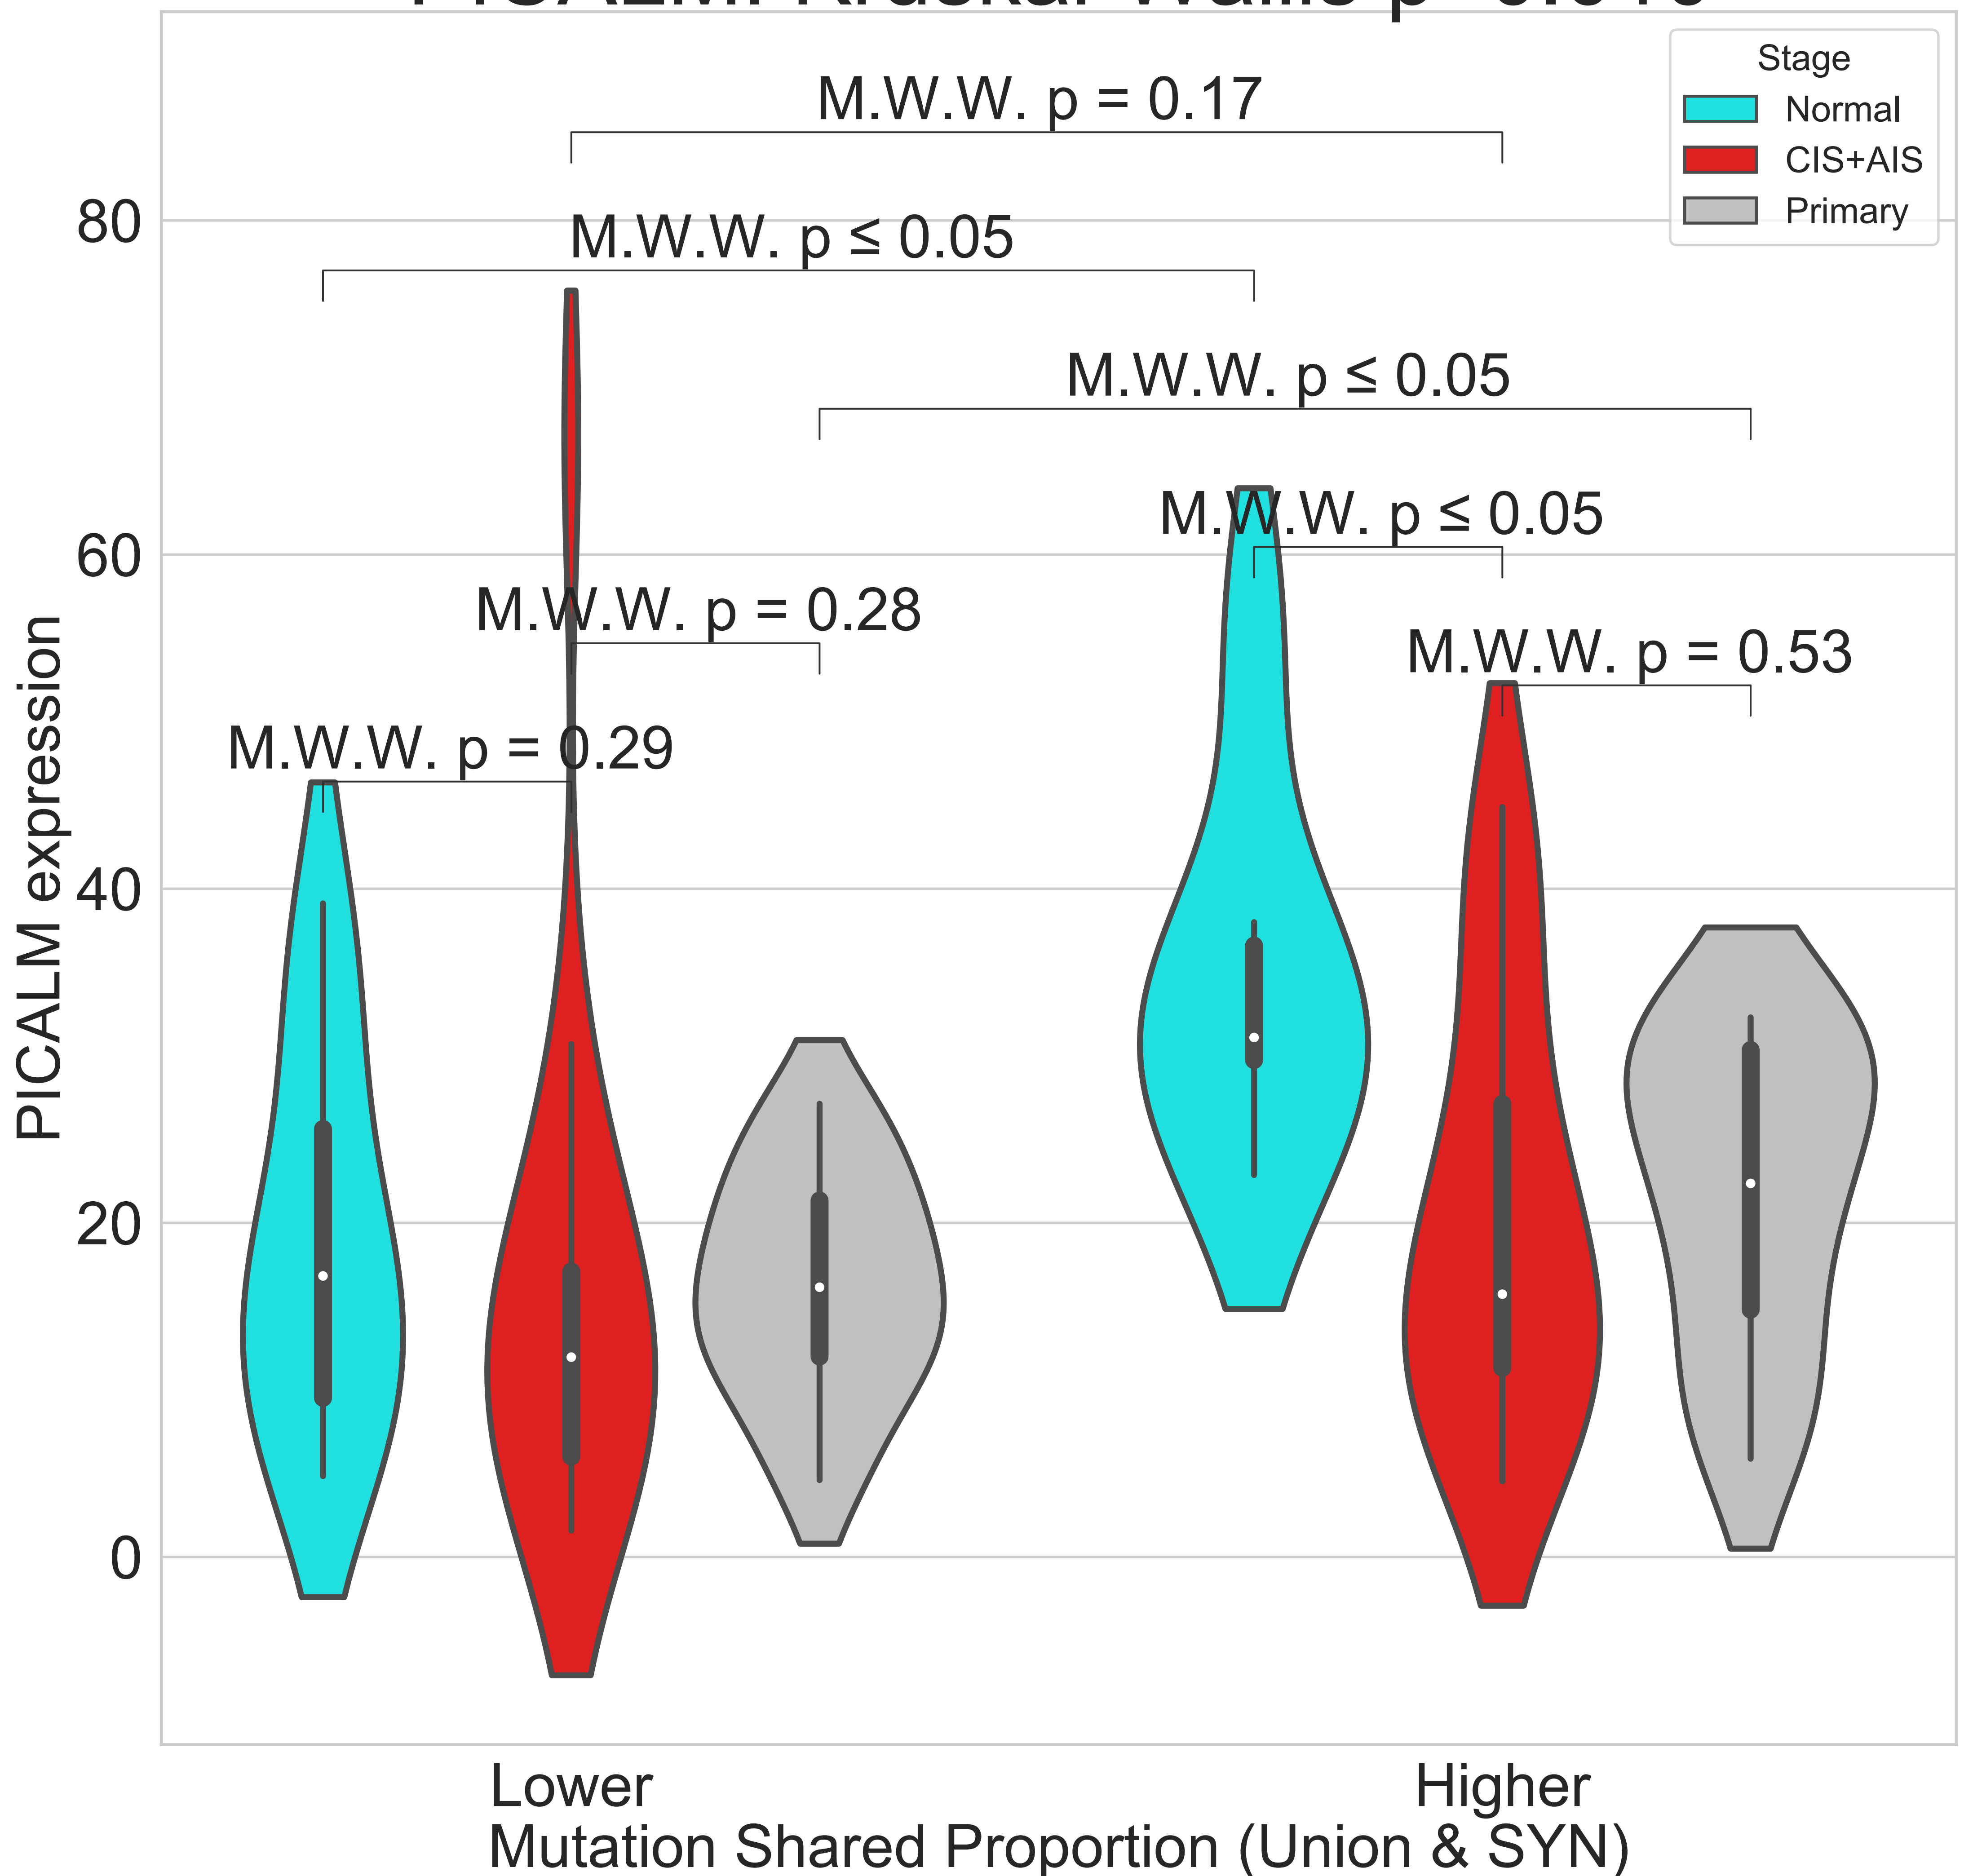 Stage
Normal
CIS+AIS
Primary
M.W.W. p = 0.17
M.W.W. p ≤ 0.05
M.W.W. p ≤ 0.05
M.W.W. p ≤ 0.05
M.W.W. p = 0.28
M.W.W. p = 0.53
M.W.W. p = 0.29
80
60
40
20
0
PICALM expression
Lower
Higher
Mutation Shared Proportion (Union & SYN)